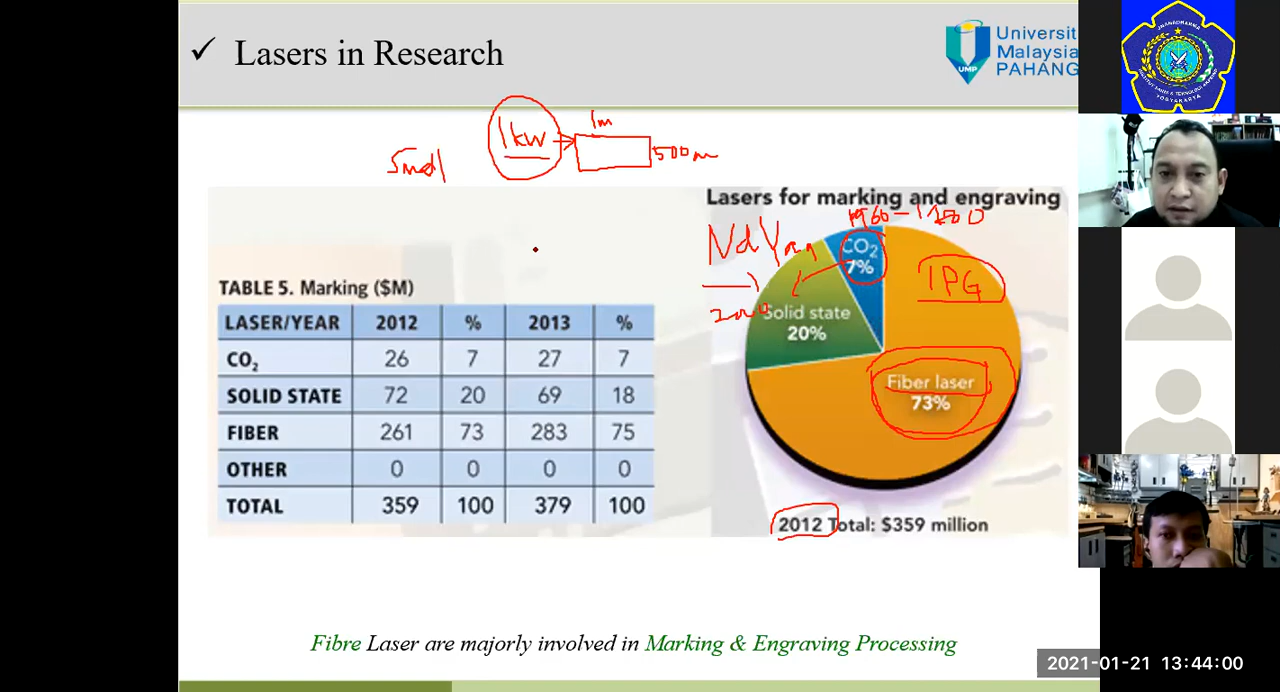 ✓ Lasers in Research
Universiti
Malaysia
PAHANG
UMP
1kw
1m
500m
Small
Lasers for marking and engraving
NdYag
CO₂
7%
IPG
Solid state
20%
Fiber laser
73%
2012 Total: $359 million
TABLE 5. Marking ($M)
LASER/YEAR 2012 % 2013 %
CO₂ 26 7 27 7
SOLID STATE 72 20 69 18
FIBER 261 73 283 75
OTHER 0 0 0 0
TOTAL 359 100 379 100
Fibre Laser are majorly involved in Marking & Engraving Processing
2021-01-21 13:44:00
YOGYAKARTA